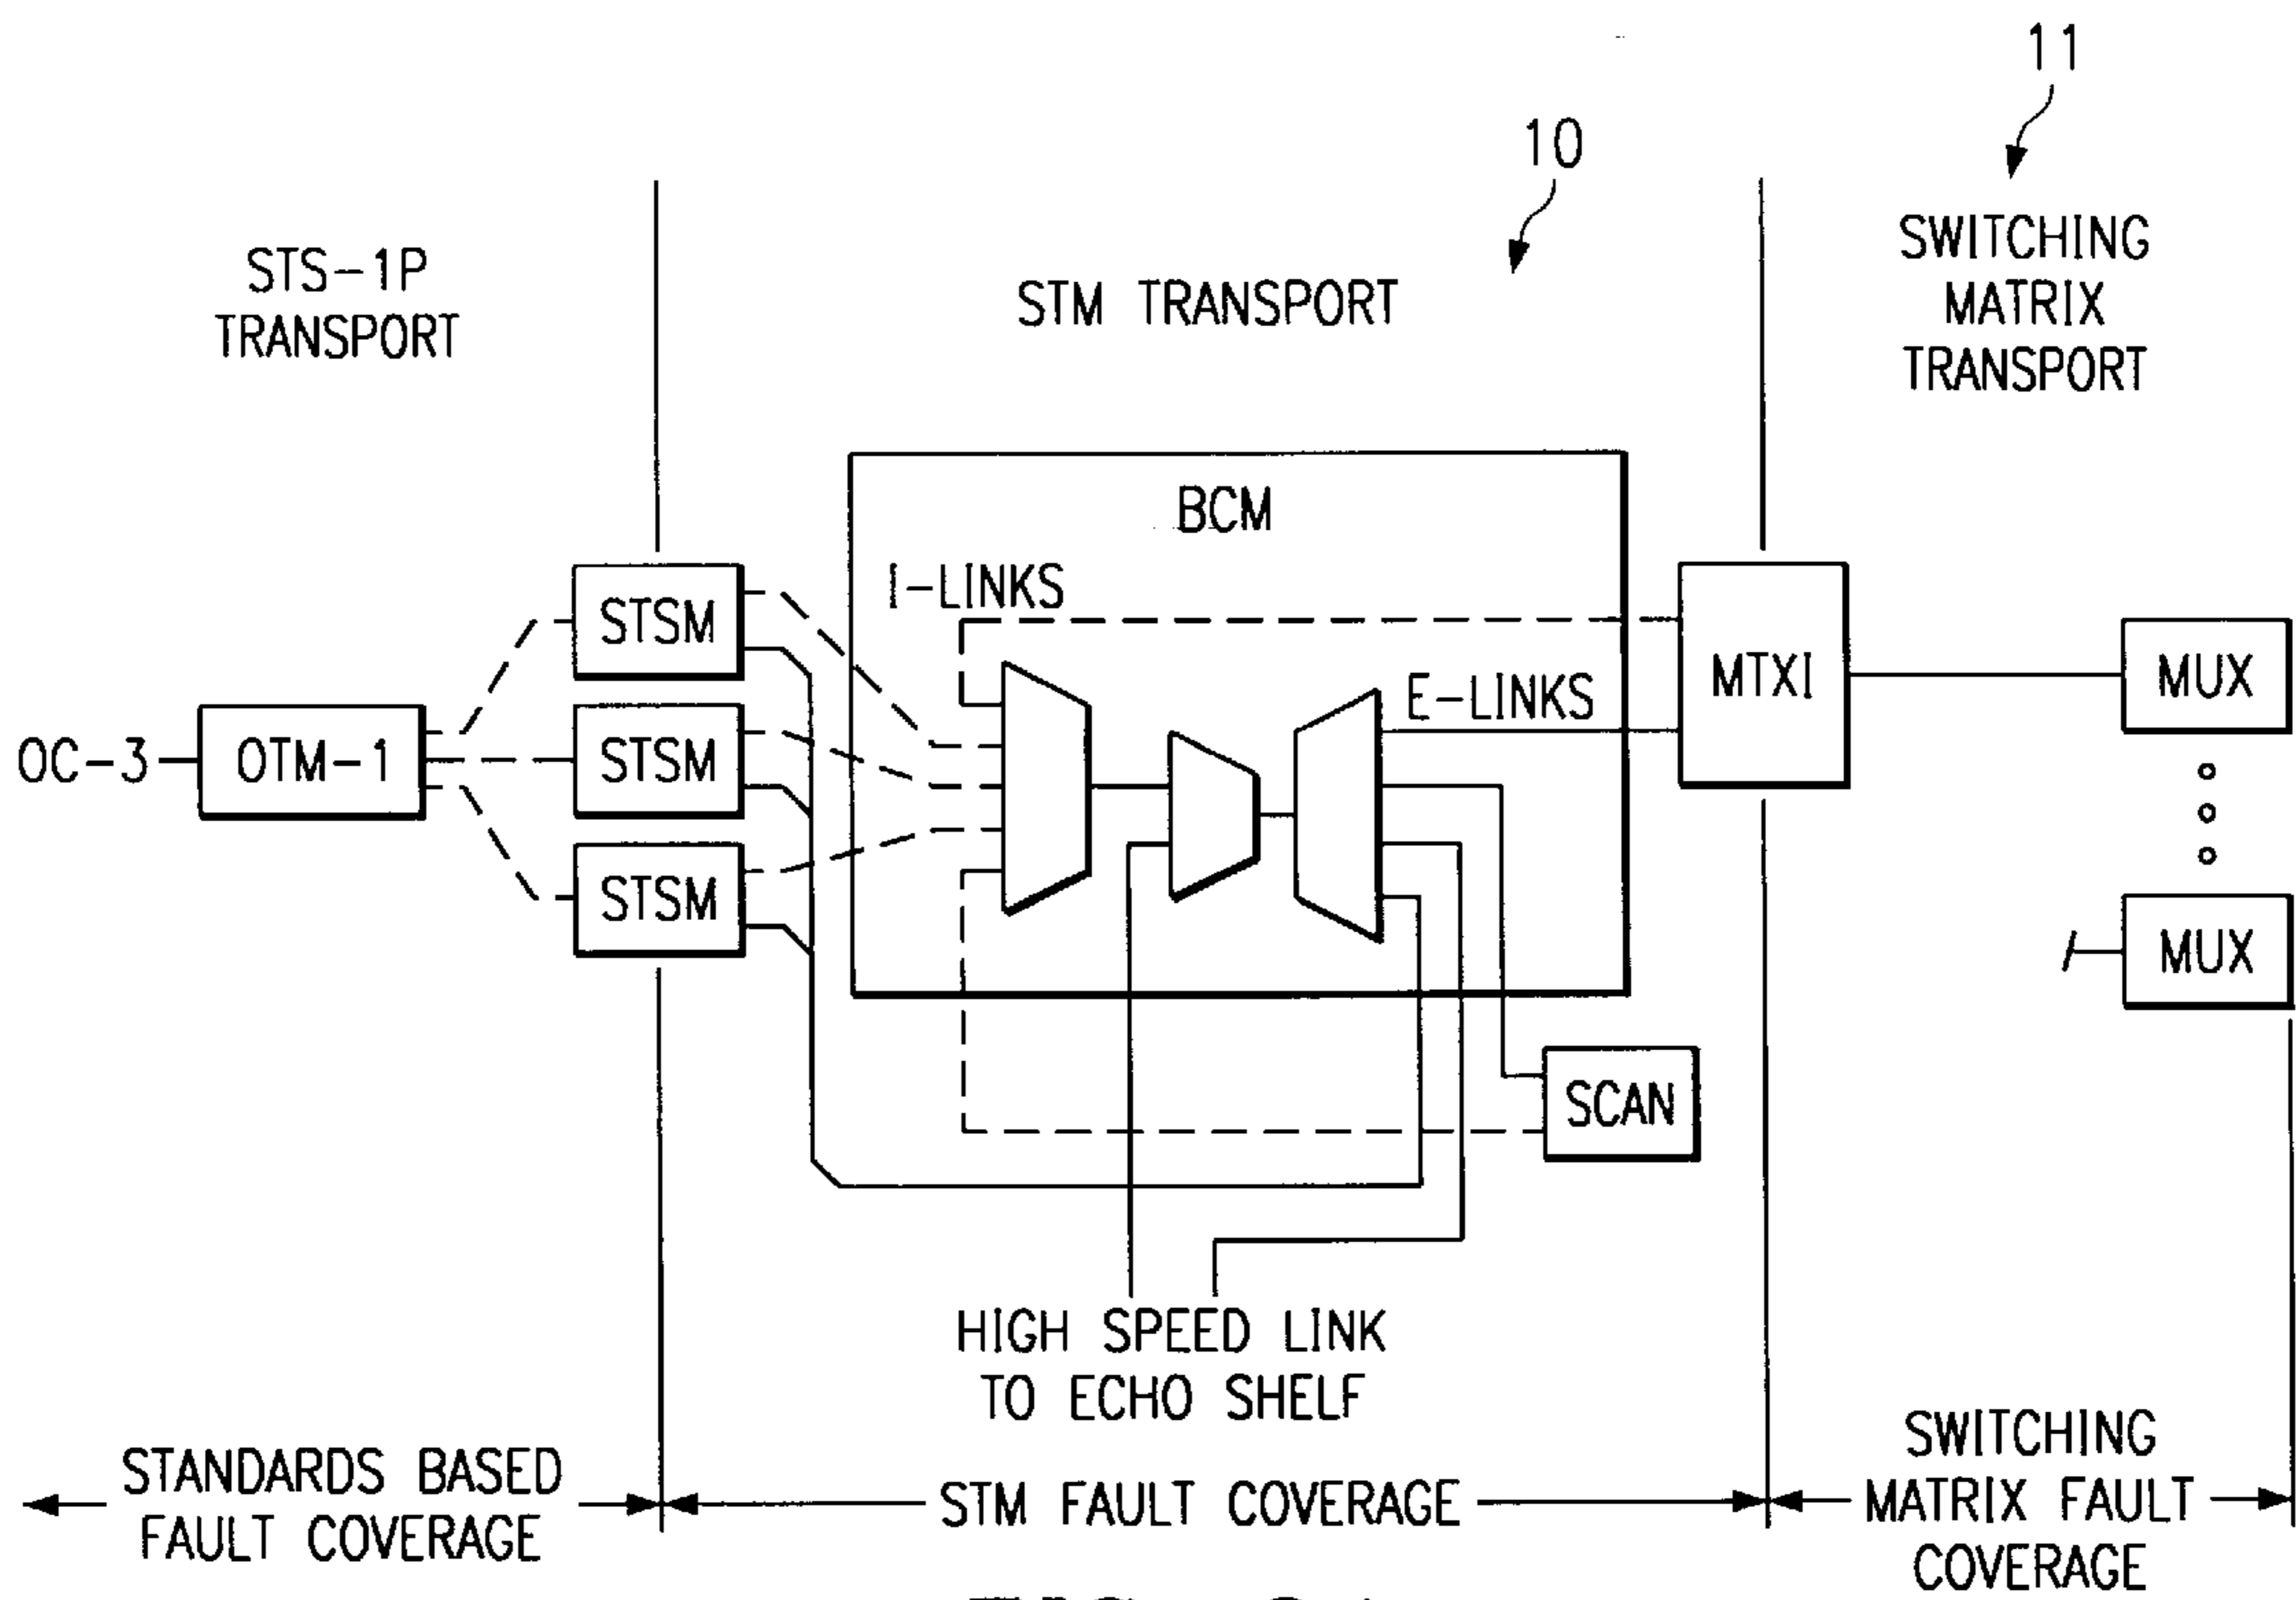 11
10
STS-1P
TRANSPORT
STM TRANSPORT
SWITCHING
MATRIX
TRANSPORT
BCM
I-LINKS
STSM
MTXI
MUX
E-LINKS
OC-3
OTM-1
STSM
STSM
MUX
SCAN
HIGH SPEED LINK
TO ECHO SHELF
STANDARDS BASED
FAULT COVERAGE
STM FAULT COVERAGE
SWITCHING
MATRIX FAULT
COVERAGE